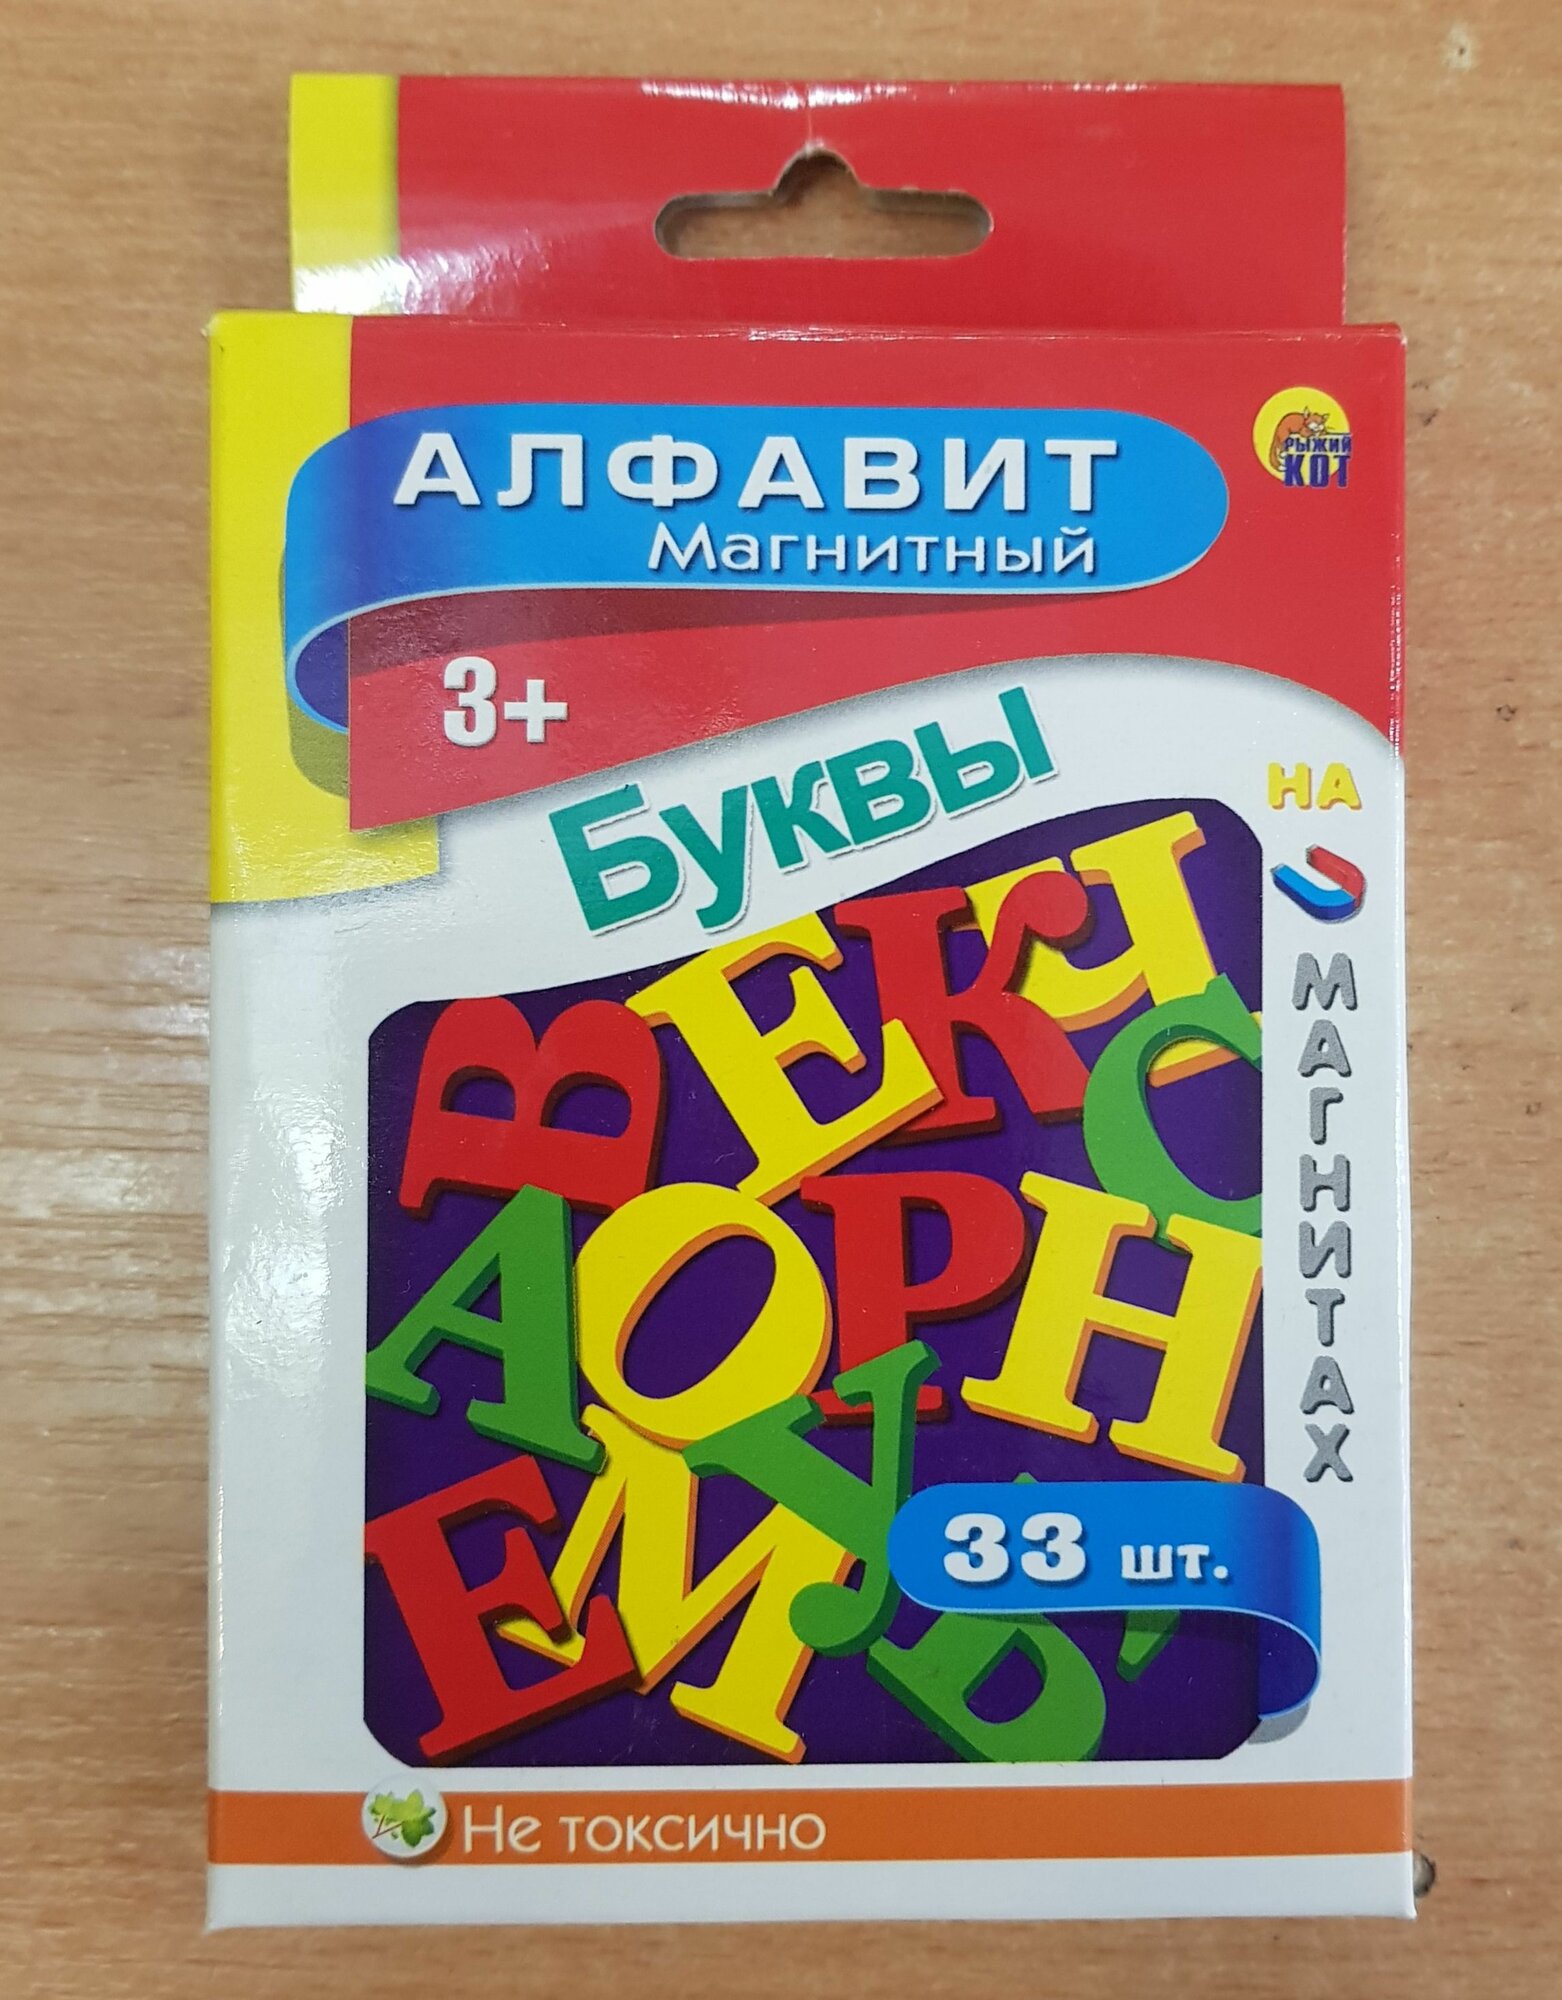 АЛФАВИТ
Магнитный
РЫЖИЙ
КОТ
3+
Буквы
НА
МАГНИТАХ
В Е К Ч
С
А О Р Н
Е М У
33 шт.
Не токсично